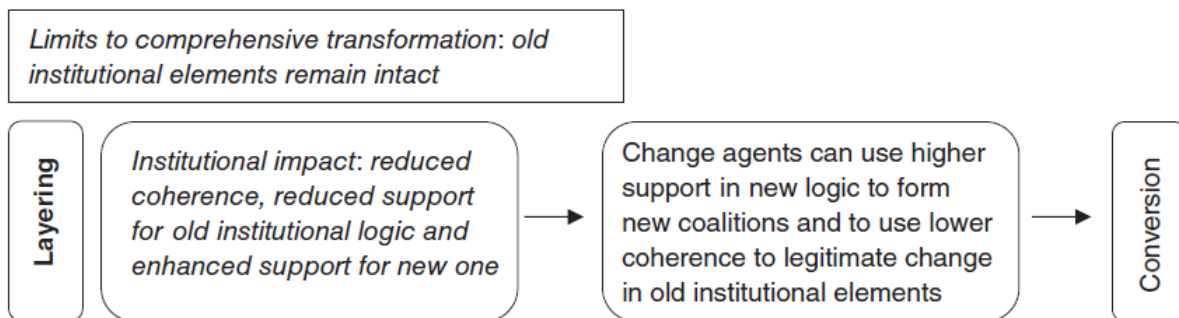 Limits to comprehensive transformation: old
institutional elements remain intact
Layering
Institutional impact: reduced
coherence, reduced support
for old institutional logic and
enhanced support for new one
Change agents can use higher
support in new logic to form
new coalitions and to use lower
coherence to legitimate change
in old institutional elements
Conversion